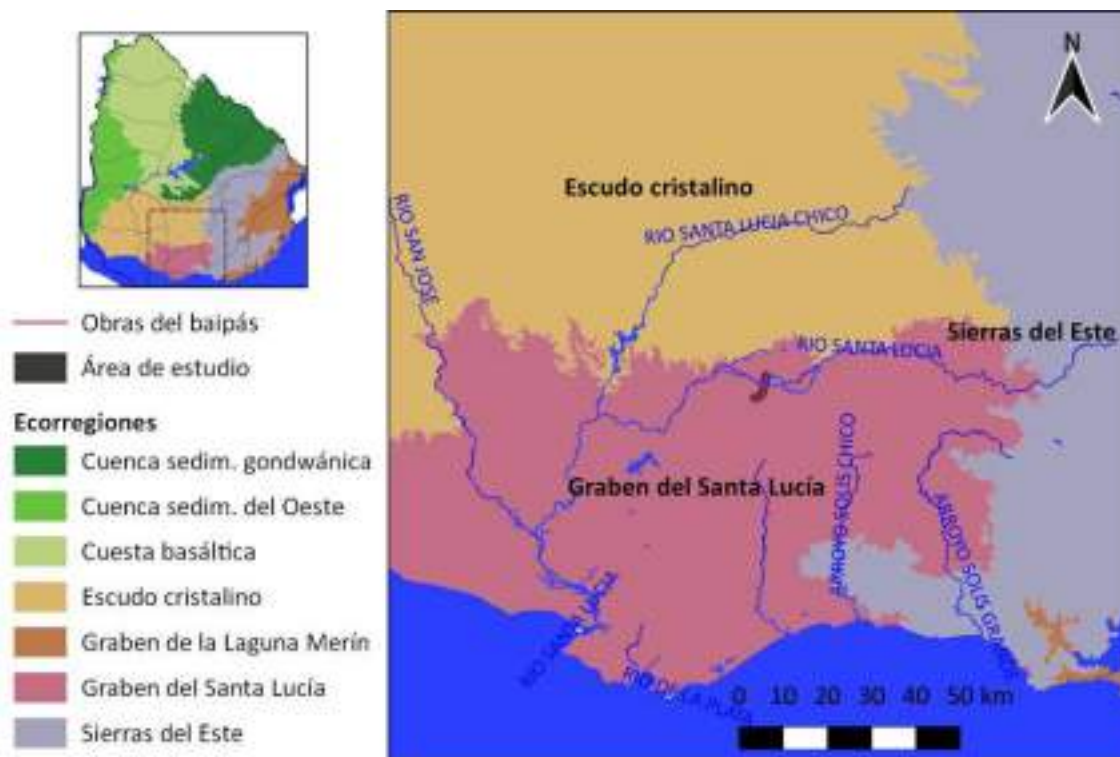 Obras del baipás
Área de estudio
Ecorregiones
Cuenca sedim. gondwánica
Cuenca sedim. del Oeste
Cuesta basáltica
Escudo cristalino
Graben de la Laguna Merín
Graben del Santa Lucía
Sierras del Este
N
Escudo cristalino
RIO SAN JOSE
RIO SANTA LUCIA CHICO
Sierras del Este
RIO SANTA LUCIA
Graben del Santa Lucía
ARROYO SOLIS CHICO
ARROYO SOLIS GRANDE
RIO SANTA LUCIA
RIO DE LA PLATA
0 10 20 30 40 50 km